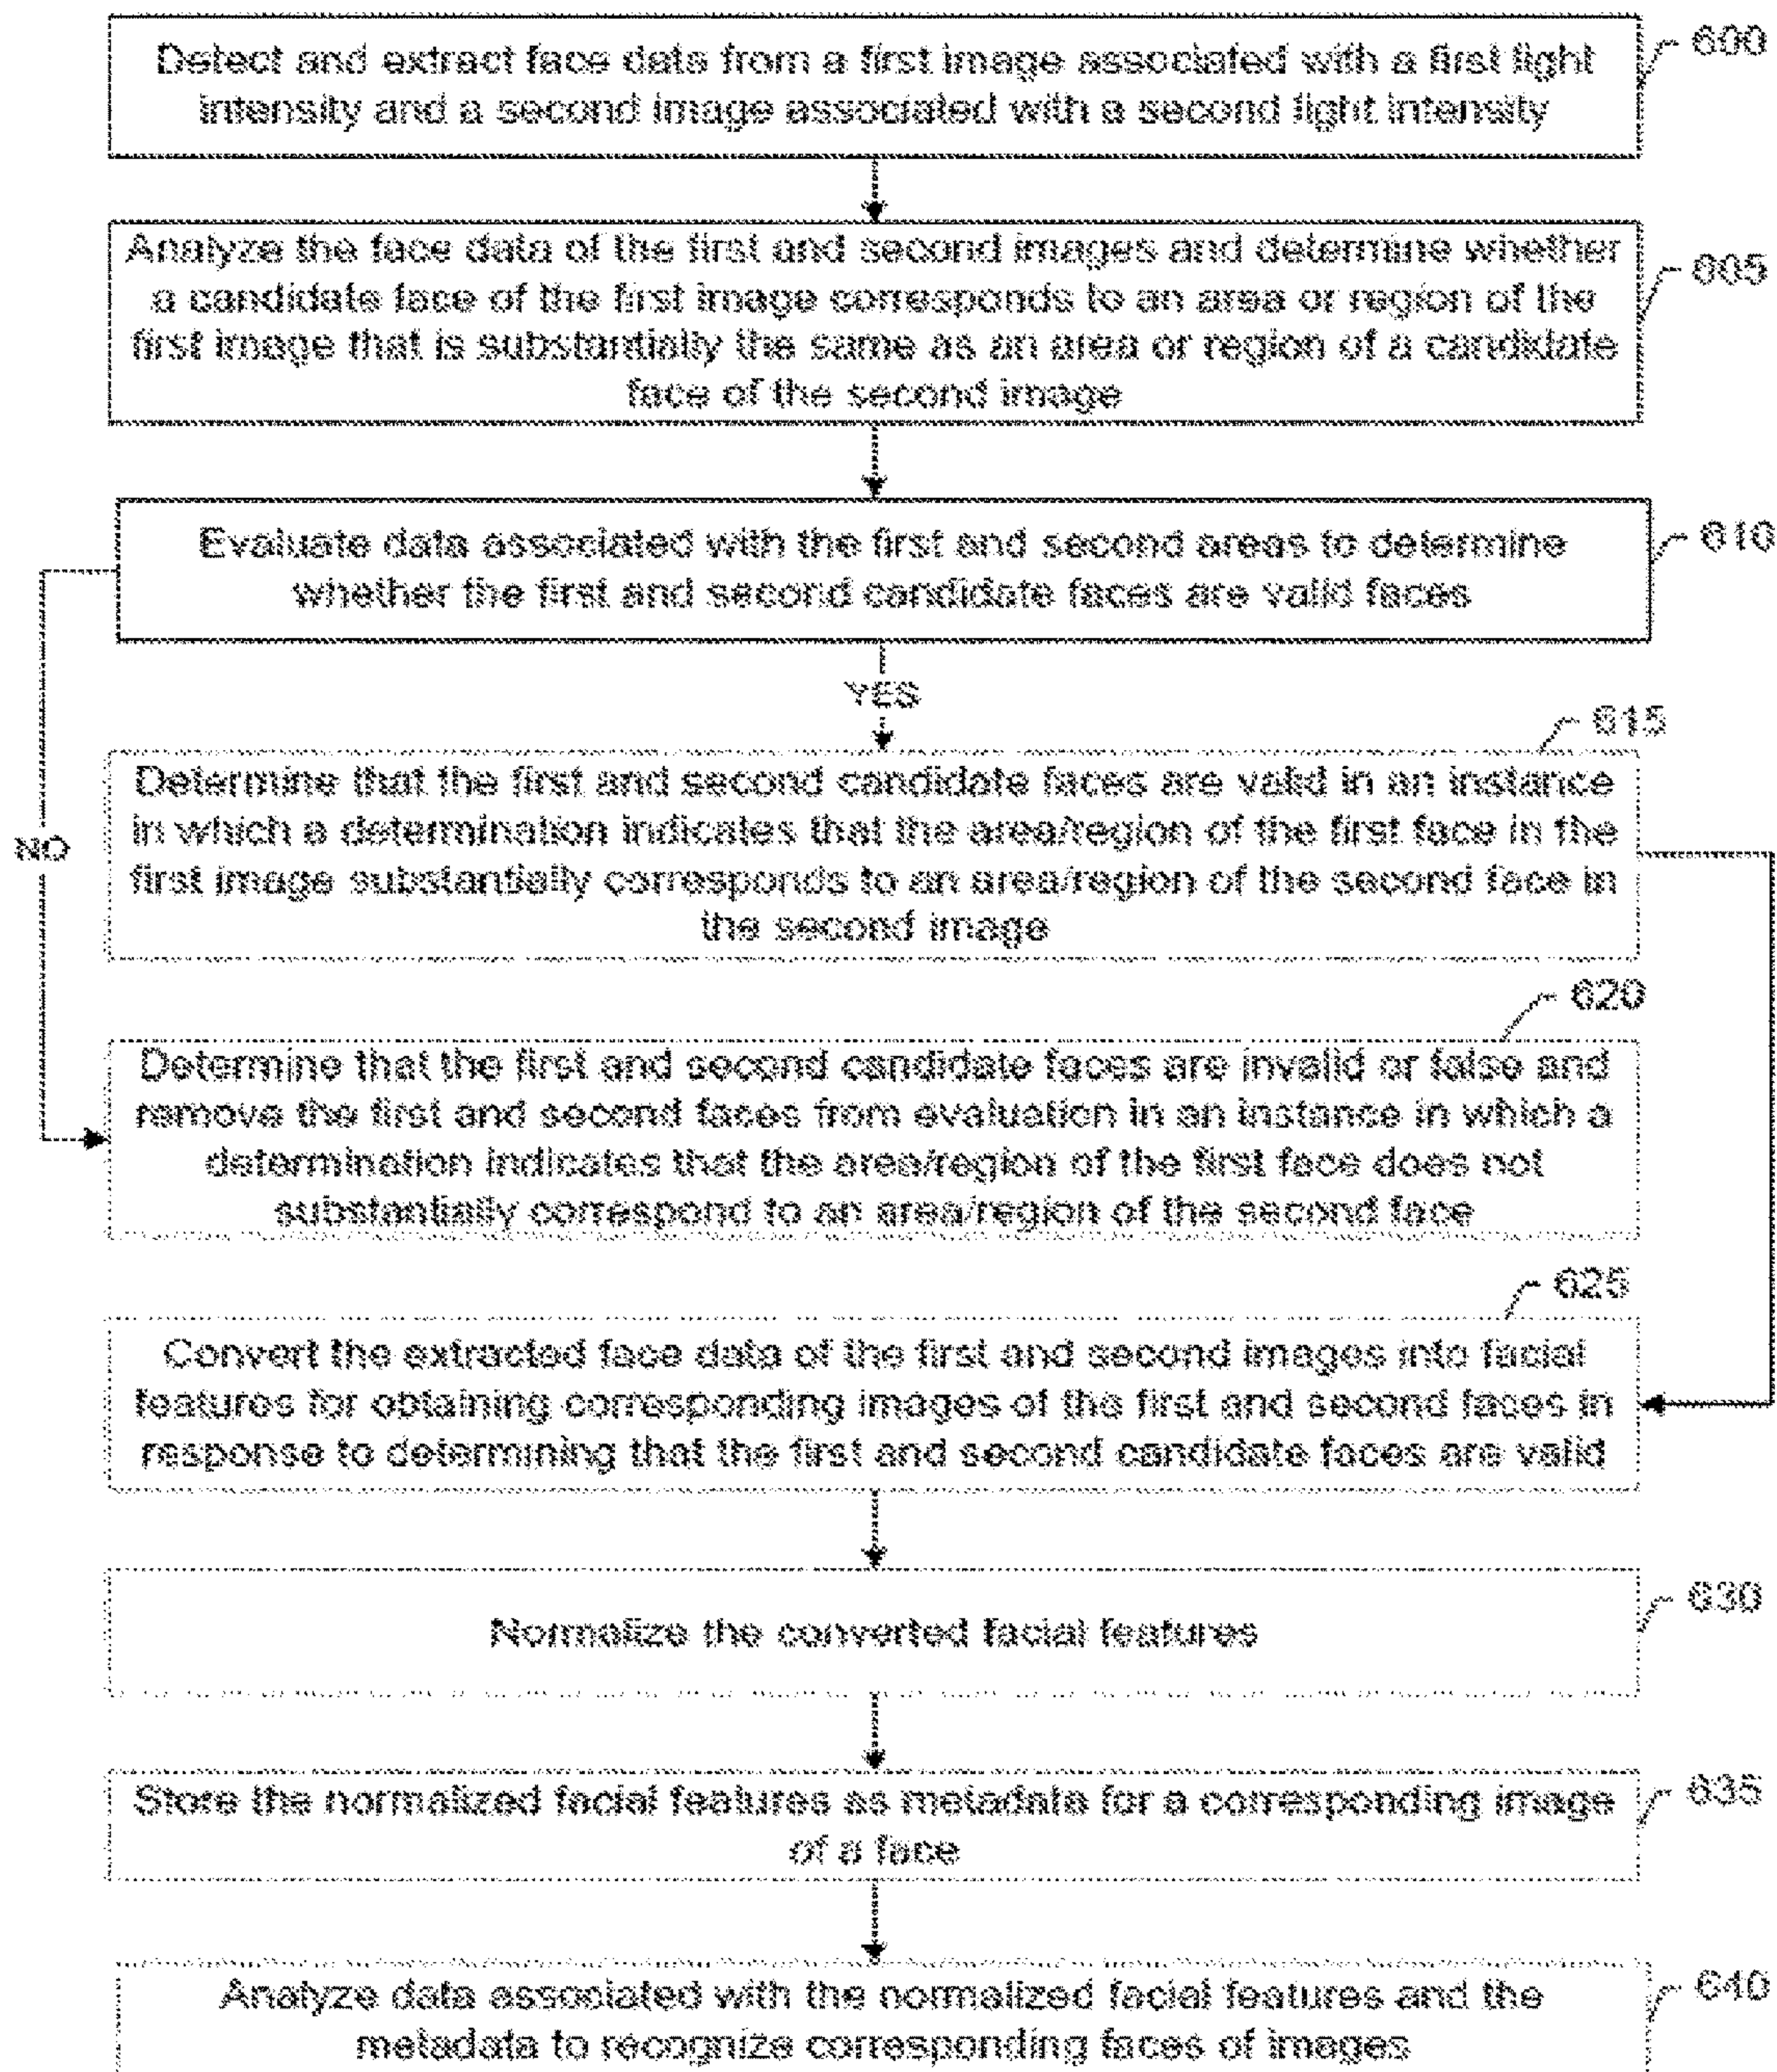 Detect and extract face data from a first image associated with a first light
intensity and a second image associated with a second light intensity
600
Analyze the face data of the first and second images and determine whether
a candidate face of the first image corresponds to an area or region of the
first image that is substantially the same as an area or region of a candidate
face of the second image
605
Evaluate data associated with the first and second areas to determine
whether the first and second candidate faces are valid faces
610
YES
NO
615
Determine that the first and second candidate faces are valid in an instance
in which a determination indicates that the area/region of the first face in the
first image substantially corresponds to an area/region of the second face in
the second image
620
Determine that the first and second candidate faces are invalid or false and
remove the first and second faces from evaluation in an instance in which a
determination indicates that the area/region of the first face does not
substantially correspond to an area/region of the second face
625
Convert the extracted face data of the first and second images into facial
features for obtaining corresponding images of the first and second faces in
response to determining that the first and second candidate faces are valid
Normalize the converted facial features
630
Store the normalized facial features as metadata for a corresponding image
of a face
635
Analyze data associated with the normalized facial features and the
metadata to recognize corresponding faces of images
640